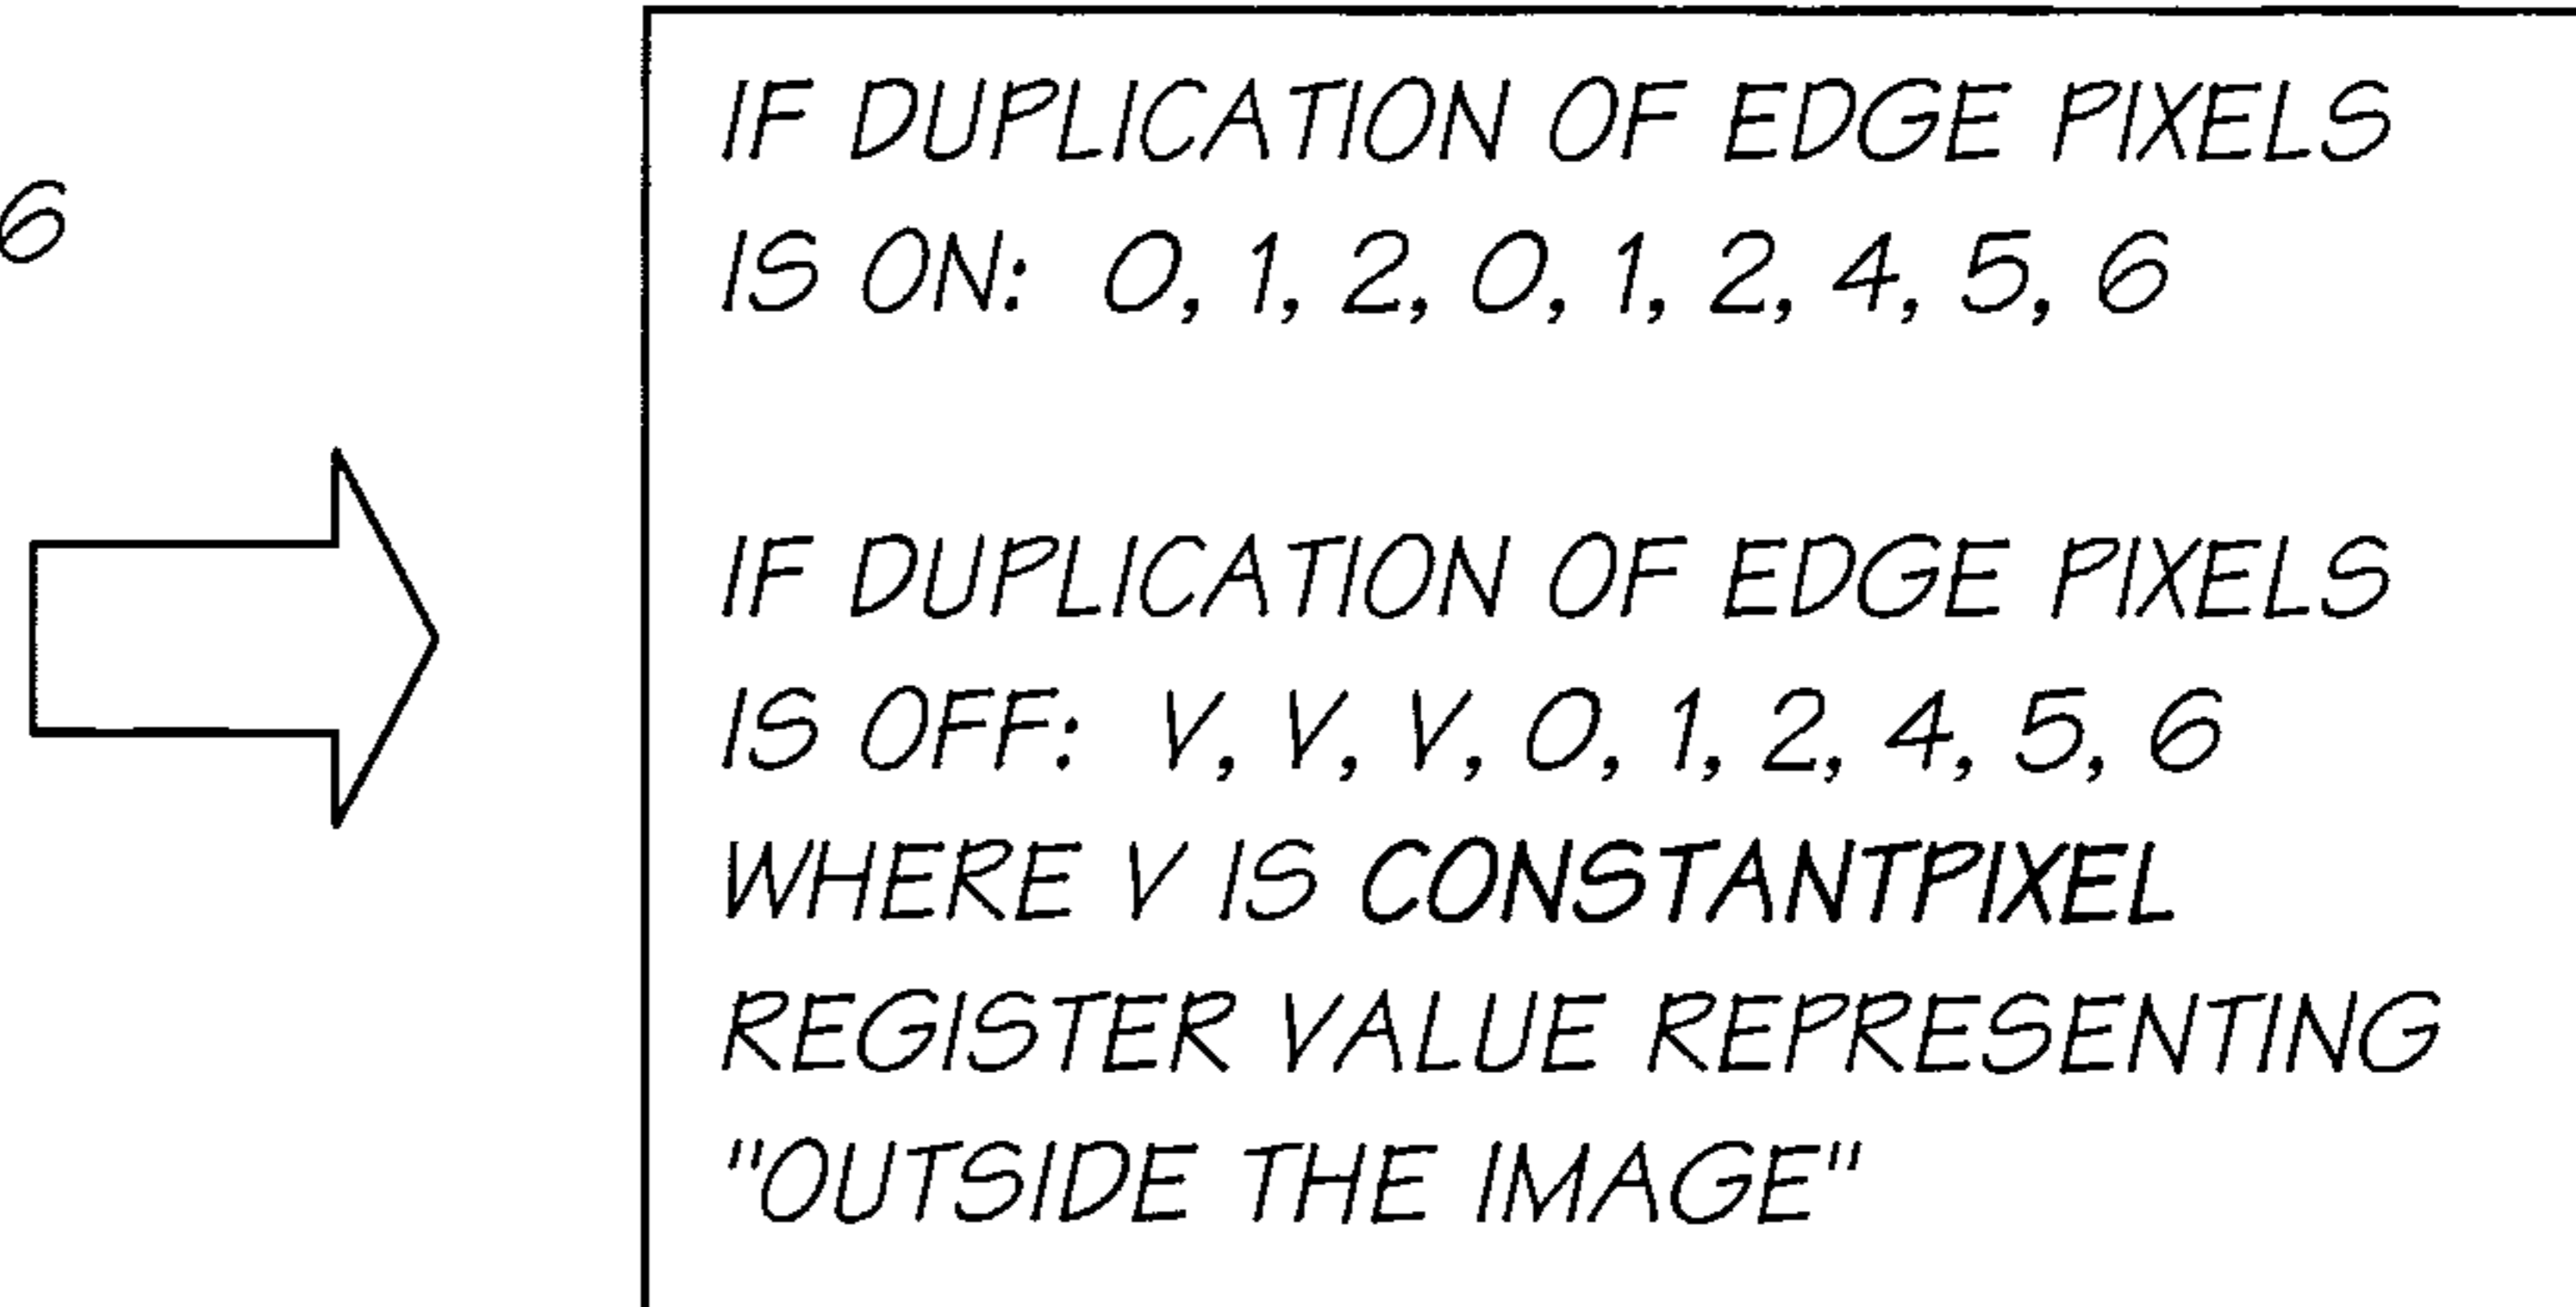 6
IF DUPLICATION OF EDGE PIXELS
IS ON: 0, 1, 2, 0, 1, 2, 4, 5, 6
IF DUPLICATION OF EDGE PIXELS
IS OFF: V, V, V, 0, 1, 2, 4, 5, 6
WHERE V IS CONSTANTPIXEL
REGISTER VALUE REPRESENTING
"OUTSIDE THE IMAGE"